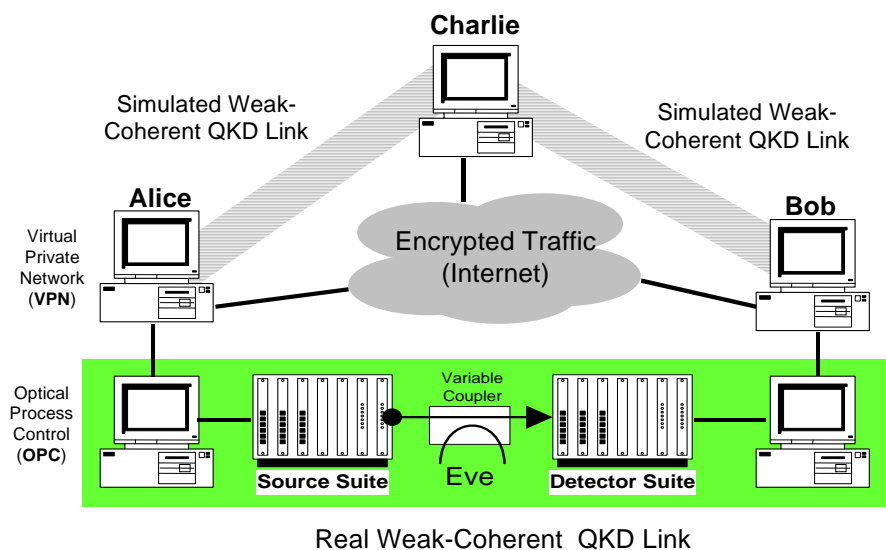 Charlie
Simulated Weak-
Coherent QKD Link
Simulated Weak-
Coherent QKD Link
Alice
Bob
Virtual
Private
Network
(VPN)
Encrypted Traffic
(Internet)
Optical
Process
Control
(OPC)
Variable
Coupler
Eve
Source Suite
Detector Suite
Real Weak-Coherent QKD Link